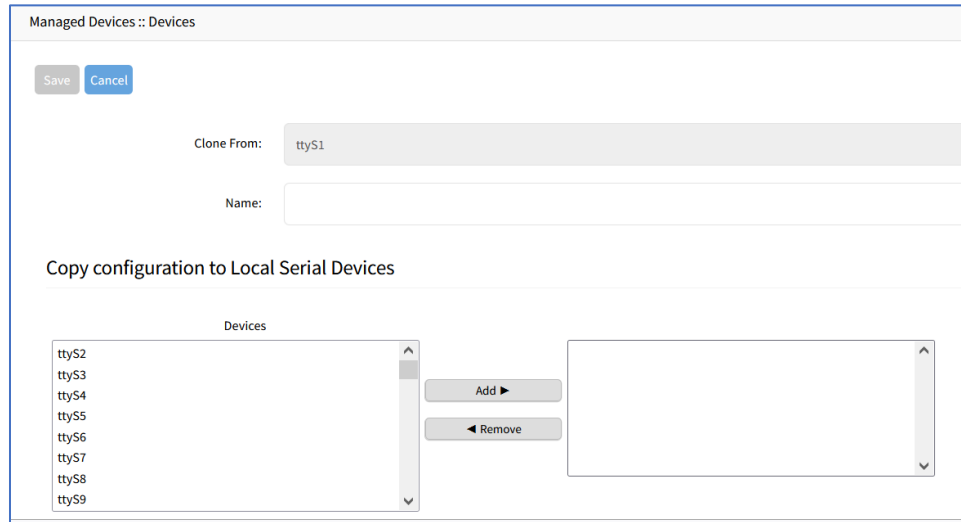 Managed Devices :: Devices
Save Cancel
Clone From: ttyS1
Name:
Copy configuration to Local Serial Devices
Devices
ttyS2
ttyS3
ttyS4
ttyS5
ttyS6
ttyS7
ttyS8
ttyS9
Add ►
◄ Remove